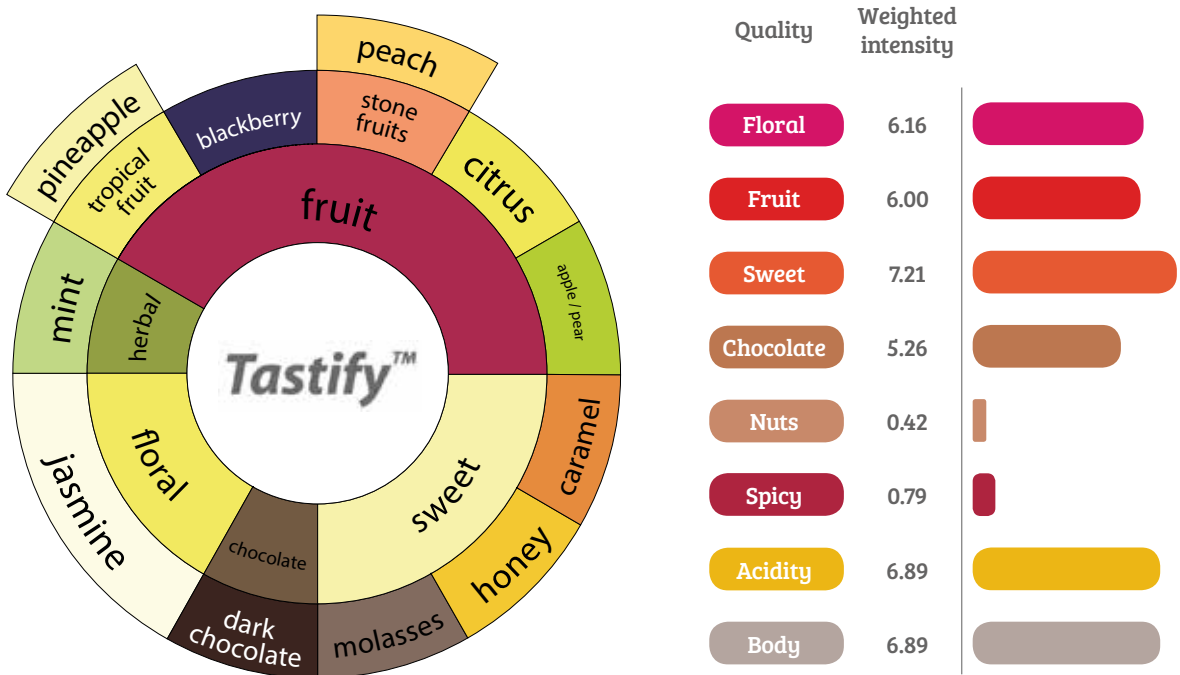 peach
stone
fruits
blackberry
pineapple
tropical
fruit
citrus
fruit
apple / pear
mint
herbal
Tastify™
caramel
floral
sweet
jasmine
honey
chocolate
molasses
dark
chocolate
Quality
Weighted
intensity
Floral 6.16
Fruit 6.00
Sweet 7.21
Chocolate 5.26
Nuts 0.42
Spicy 0.79
Acidity 6.89
Body 6.89